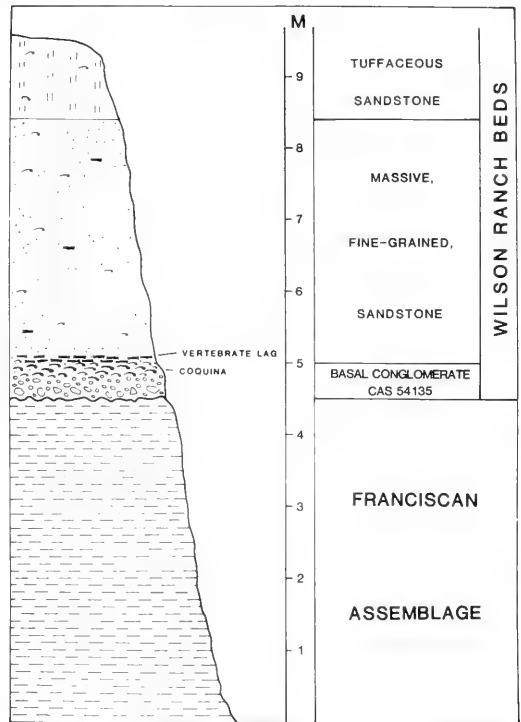 M
9
8
7
6
5
4
3
2
1
VERTEBRATE LAG
COQUINA
TUFFACEOUS
SANDSTONE
MASSIVE,
FINE-GRAINED,
SANDSTONE
BASAL CONGLOMERATE
CAS 54135
FRANCISCAN
ASSEMBLAGE
WILSON RANCH BEDS